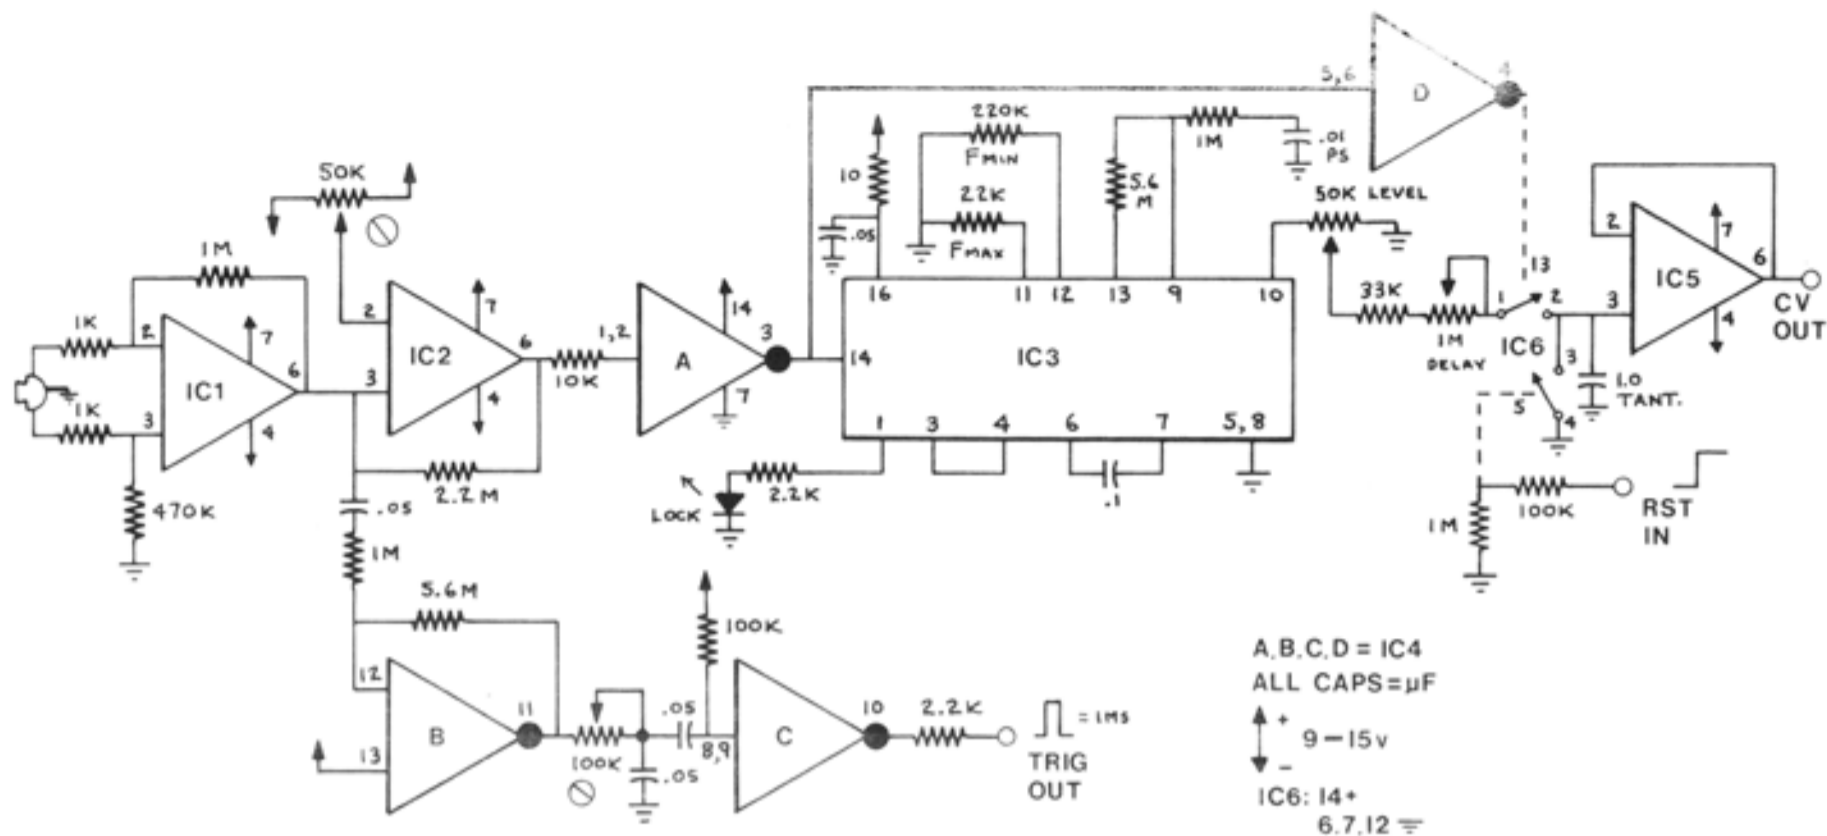 50K
1M
1K
2
7
IC1
6
1K
3
4
470K
2
7
IC2
6
3
4
2.2M
10K
1,2
14
A
3
7
.05
1M
5.6M
12
11
B
13
100K
.05
.05
100K
8,9
C
10
2.2K
= 1MS
TRIG
OUT
10
.05
220K
FMIN
22K
FMAX
5.6
M
1M
.01
PS
5,6
D
4
50K LEVEL
16
11
12
13
9
10
14
IC3
1
3
4
6
7
5,8
LOCK
2.2K
.1
33K
1M
DELAY
1
13
2
IC6
3
5
4
1.0
TANT.
2
7
IC5
6
3
4
CV
OUT
1M
100K
RST
IN
A,B,C,D = IC4
ALL CAPS=µF
+
9-15v
-
IC6: 14+
6,7,12